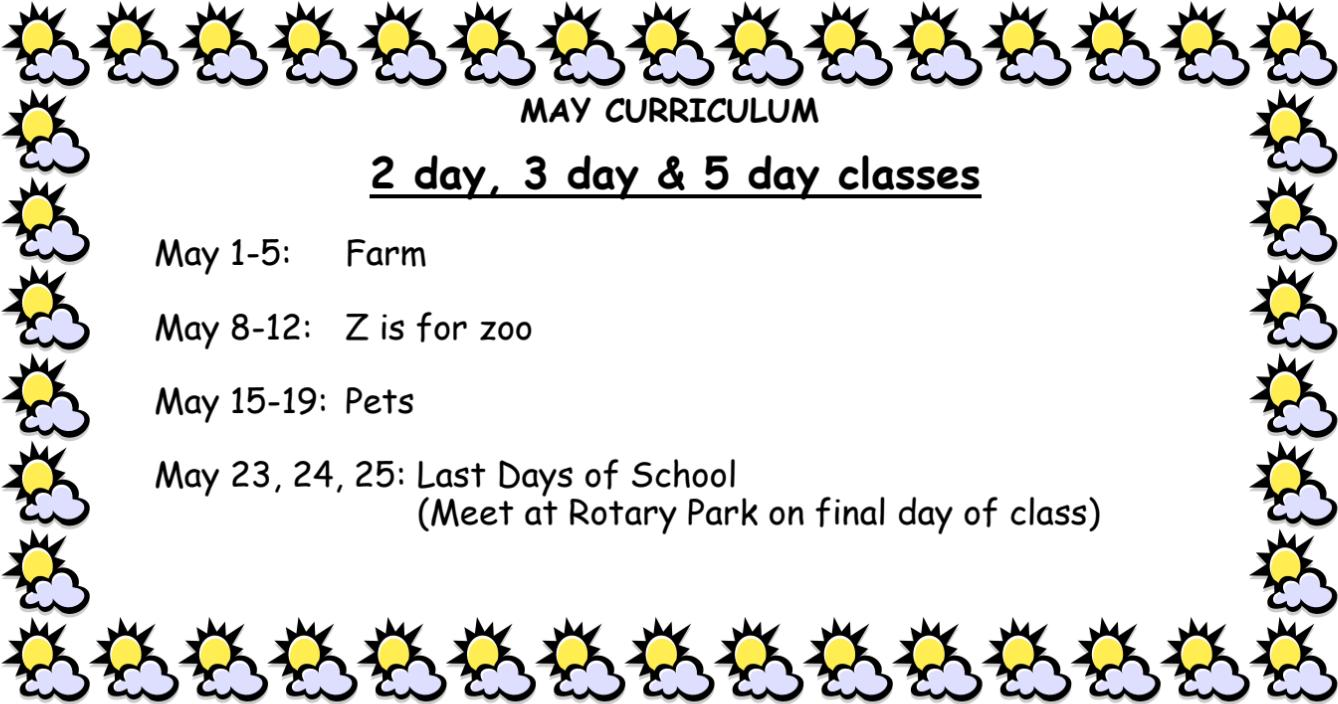 MAY CURRICULUM
2 day, 3 day & 5 day classes
May 1-5: Farm
May 8-12: Z is for zoo
May 15-19: Pets
May 23, 24, 25: Last Days of School
(Meet at Rotary Park on final day of class)